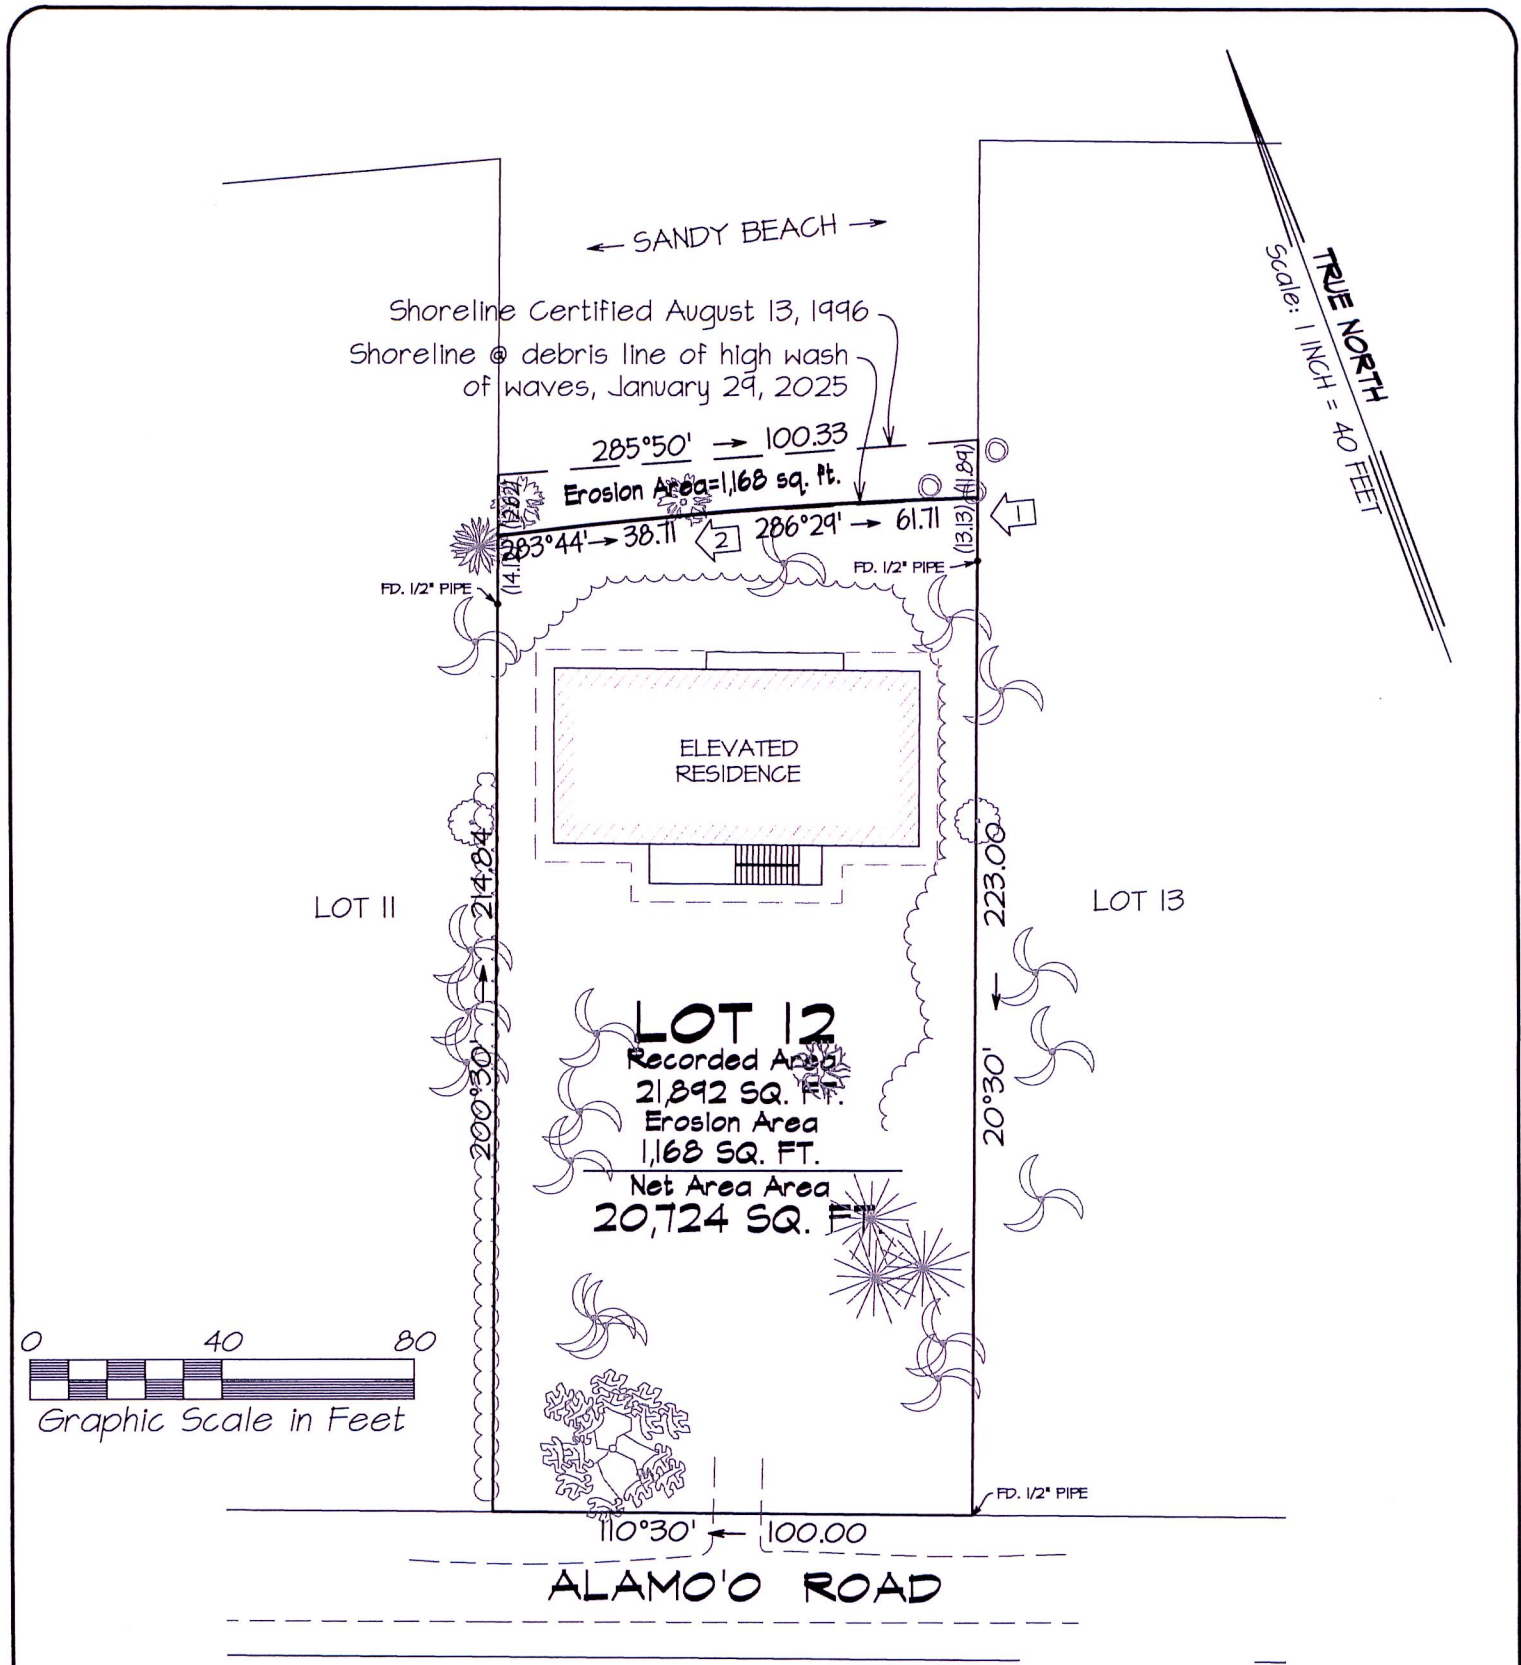 ← SANDY BEACH →
TRUE NORTH
Scale: 1 INCH = 40 FEET
Shoreline Certified August 13, 1996
Shoreline @ debris line of high wash
of waves, January 29, 2025
285°50' → 100.33
(11.89)
Erosion Area=1,168 sq. ft.
1
283°44' → 38.71
2
286°29' → 61.71
(13.13)
FD. 1/2" PIPE
FD. 1/2" PIPE
ELEVATED
RESIDENCE
214.84
223.00
LOT 11
LOT 13
LOT 12
Recorded Area
21,892 SQ. FT.
Erosion Area
1,168 SQ. FT.
Net Area Area
20,724 SQ. FT.
200°30'
20°30'
0 40 80
Graphic Scale in Feet
FD. 1/2" PIPE
110°30' ← 100.00
ALAMO'O ROAD